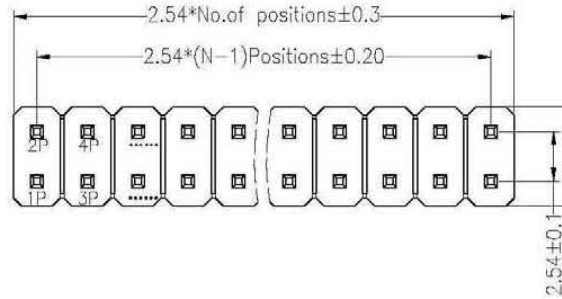 2.54*No.of positions±0.3
2.54*(N-1)Positions±0.20
2P 4P ......
1P 3P ......
2.54±0.1